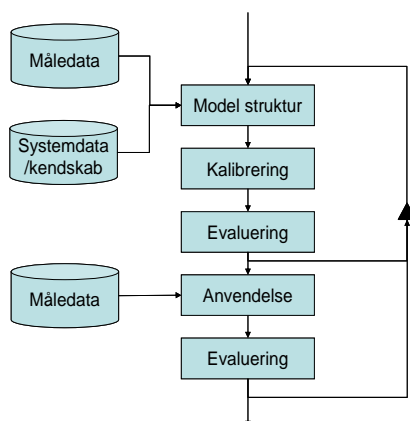 Måledata
Model struktur
Systemdata
/kendskab
Kalibrering
Evaluering
Måledata
Anvendelse
Evaluering